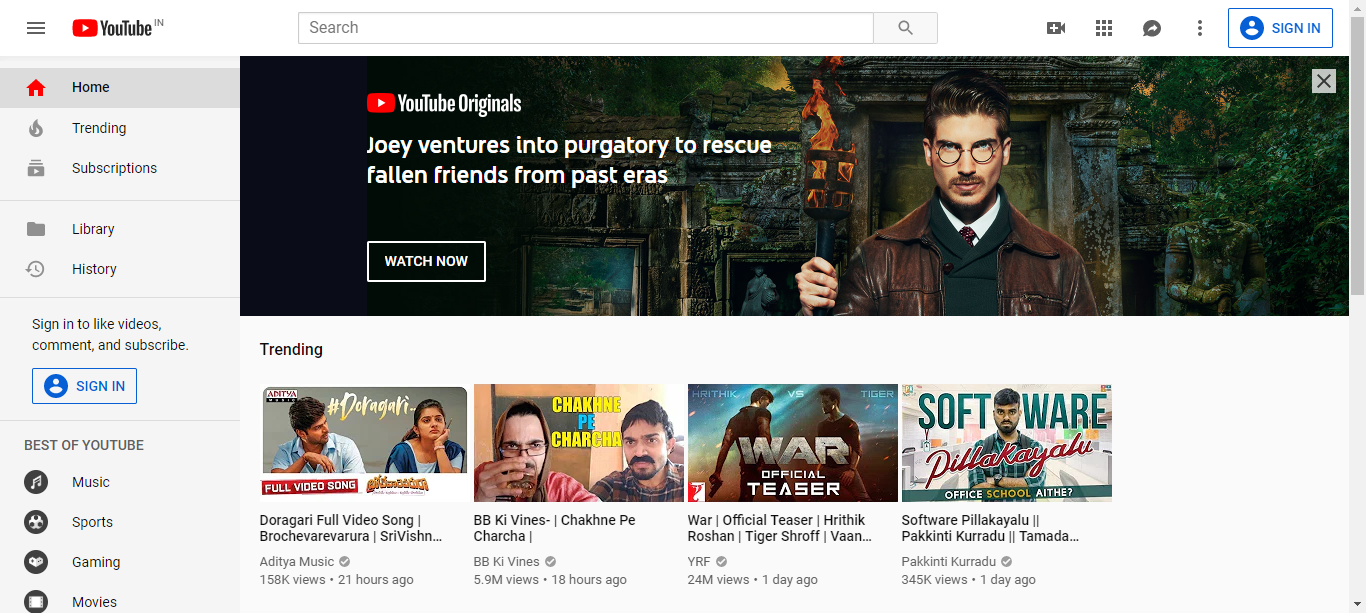 YouTube IN
Search
SIGN IN
Home
Trending
Subscriptions
Library
History
Sign in to like videos,
comment, and subscribe.
SIGN IN
BEST OF YOUTUBE
Music
Sports
Gaming
Movies
YouTube Originals
Joey ventures into purgatory to rescue
fallen friends from past eras
WATCH NOW
Trending
ADITYA
MUSIC
#Doragari..
FULL VIDEO SONG
Doragari Full Video Song |
Brochevarevarura | SriVishn...
Aditya Music
158K views • 21 hours ago
CHAKHNE
PE
CHARCHA
BB Ki Vines- | Chakhne Pe
Charcha |
BB Ki Vines
5.9M views • 18 hours ago
HRITHIK VS TIGER
WAR
OFFICIAL
TEASER
War | Official Teaser | Hrithik
Roshan | Tiger Shroff | Vaan...
YRF
24M views • 1 day ago
SOFTWARE
Pillakayalu
OFFICE SCHOOL AITHE?
Software Pillakayalu ||
Pakkinti Kurradu || Tamada...
Pakkinti Kurradu
345K views • 1 day ago